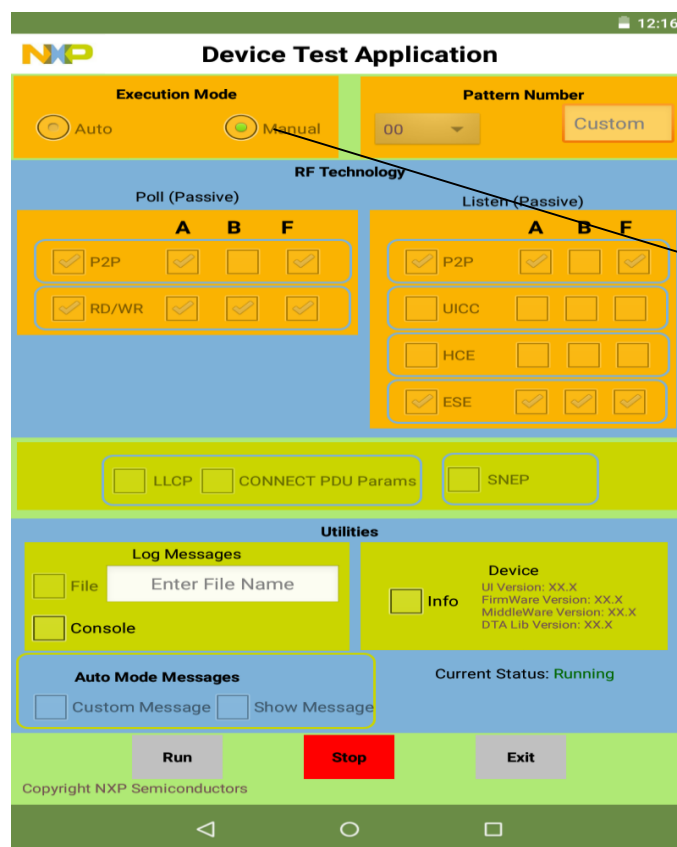 12:16
NXP Device Test Application
Execution Mode
Auto Manual
Pattern Number
00 Custom
RF Technology
Poll (Passive)
A B F
P2P
RD/WR
Listen (Passive)
A B F
P2P
UICC
HCE
ESE
LLCP CONNECT PDU Params SNEP
Utilities
Log Messages
File Enter File Name
Console
Device
Info
UI Version: XX.X
FirmWare Version: XX.X
MiddleWare Version: XX.X
DTA Lib Version: XX.X
Auto Mode Messages
Custom Message Show Message
Current Status: Running
Run Stop Exit
Copyright NXP Semiconductors